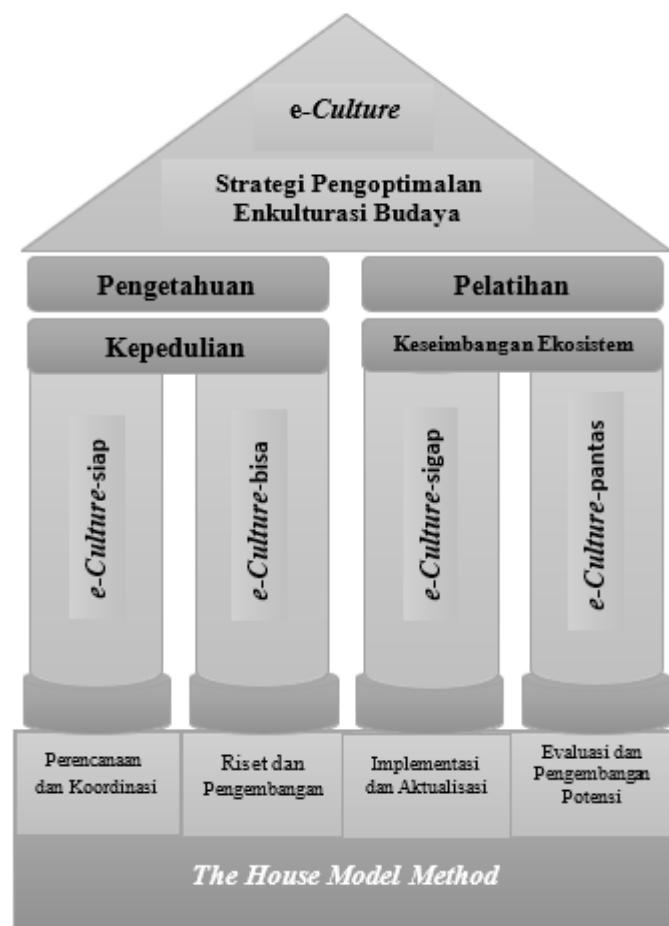 e-Culture
Strategi Pengoptimalan
Enkulturasi Budaya
Pengetahuan
Pelatihan
Kepedulian
Keseimbangan Ekosistem
e-Culture-siap
e-Culture-bisa
e-Culture-sigap
e-Culture-pantas
Perencanaan
dan Koordinasi
Riset dan
Pengembangan
Implementasi
dan Aktualisasi
Evaluasi dan
Pengembangan
Potensi
The House Model Method